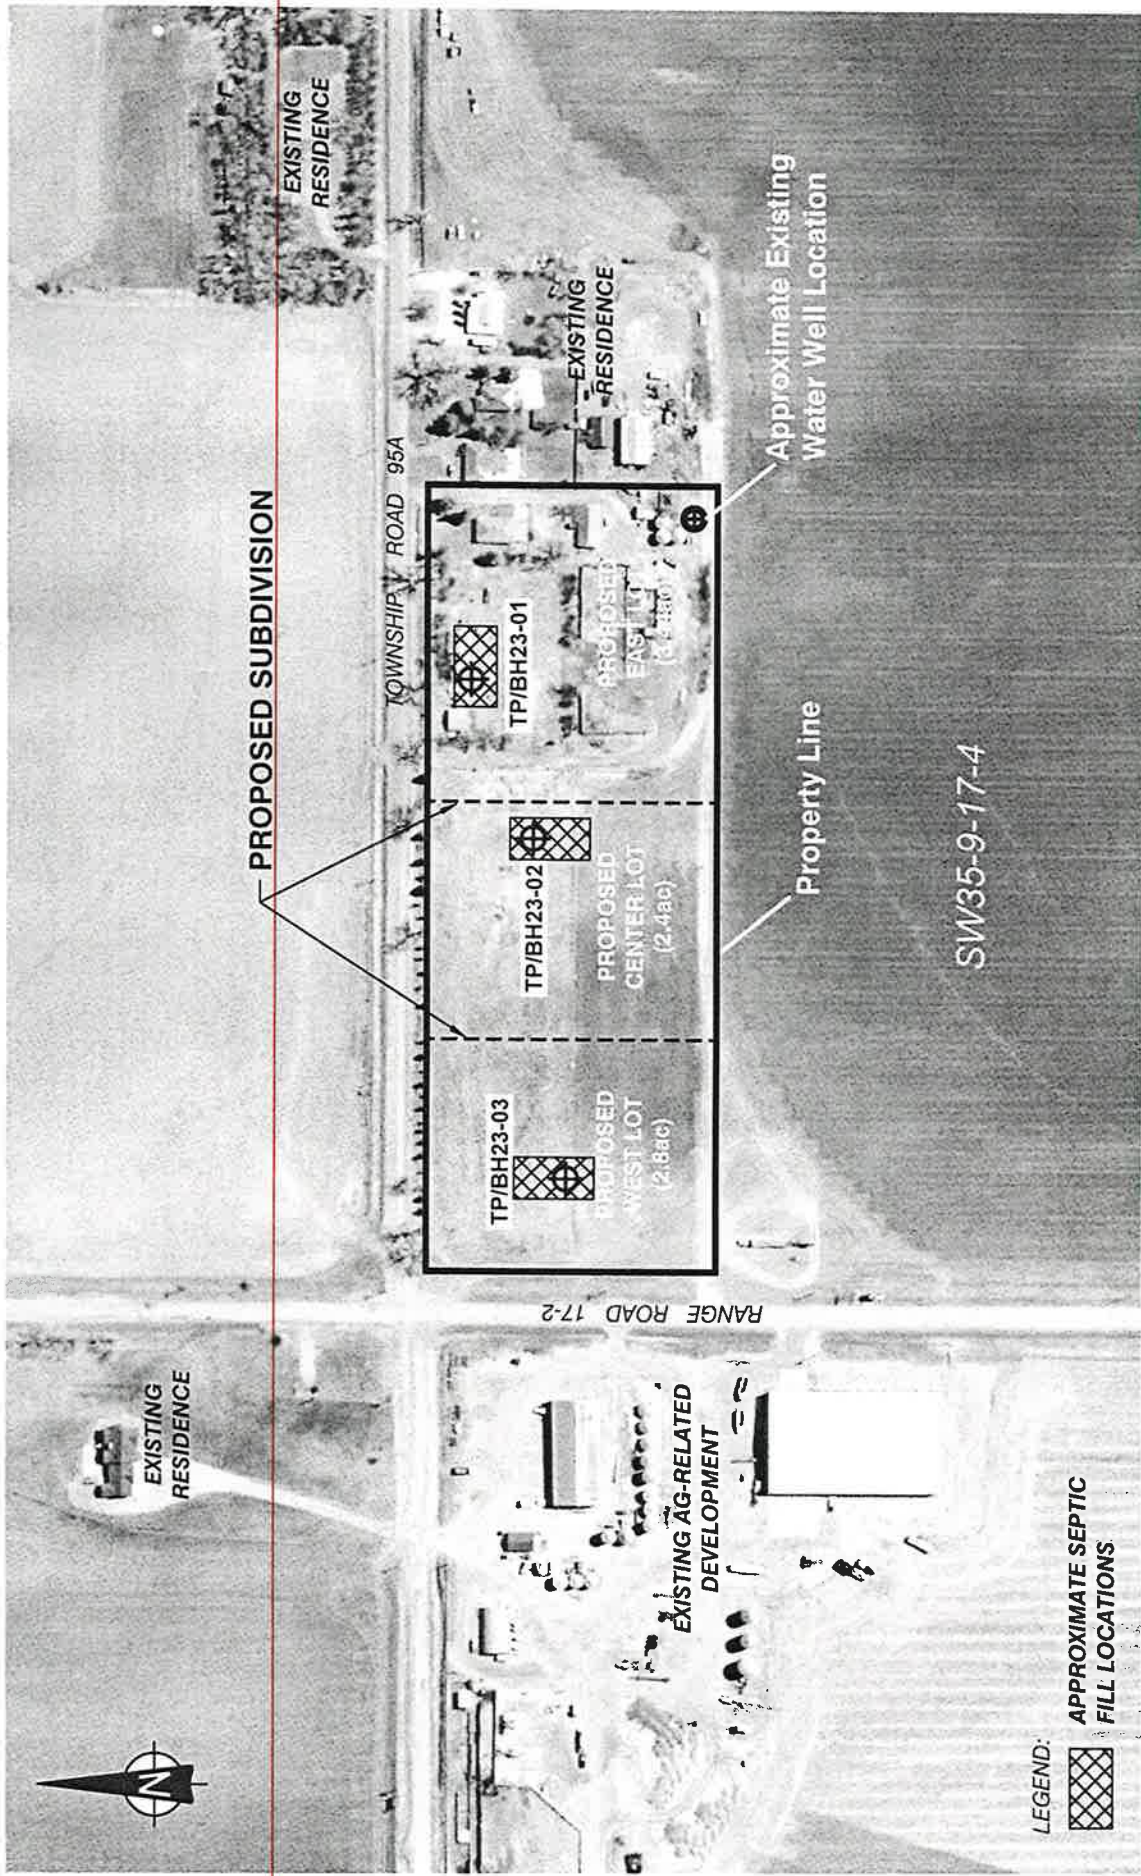 PROPOSED SUBDIVISION
EXISTING
RESIDENCE
EXISTING
RESIDENCE
TOWNSHIP ROAD 95A
N
RANGE ROAD 17-2
TP/BH23-03
TP/BH23-02
TP/BH23-01
EXISTING
RESIDENCE
PROPOSED
WEST LOT
(2.8ac)
PROPOSED
CENTER LOT
(2.4ac)
PROPOSED
EAST LOT
EXISTING AG-RELATED
DEVELOPMENT
Property Line
Approximate Existing
Water Well Location
SW35-9-17-4
LEGEND:
APPROXIMATE SEPTIC
FILL LOCATIONS